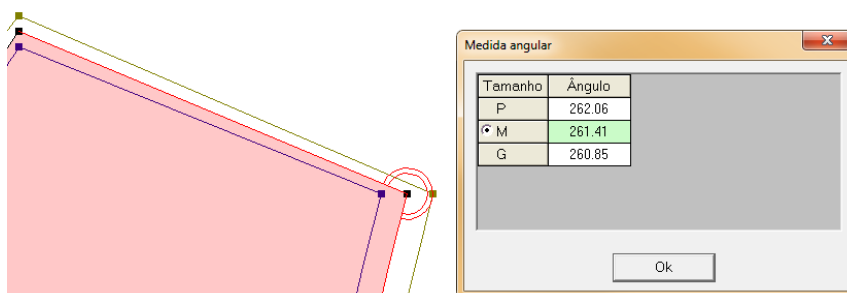 Medida angular
Tamanho Ângulo
P 262.06
M 261.41
G 260.85
Ok